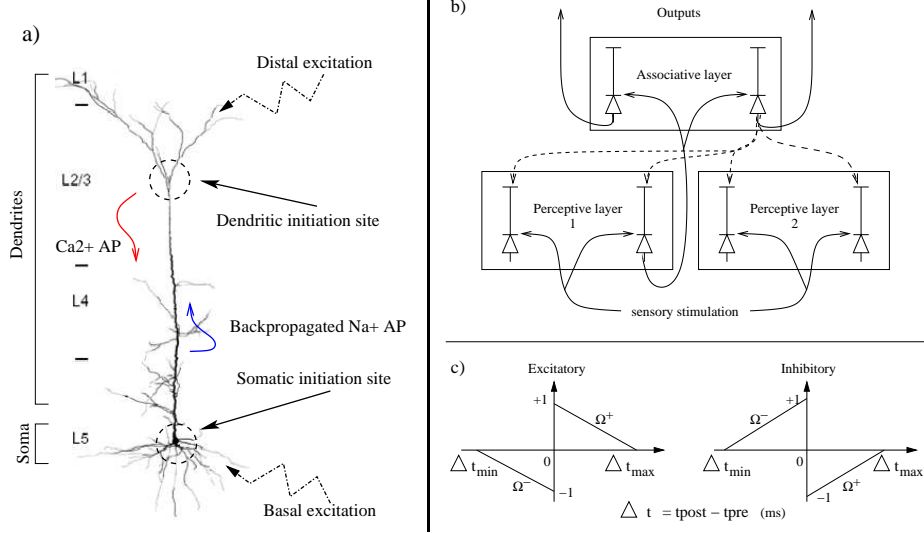 a)
Distal excitation
L1
L2/3
Dendritic initiation site
Dendrites
Ca2+ AP
L4
Backpropagated Na+ AP
Somatic initiation site
Soma
L5
Basal excitation
b)
Outputs
Associative layer
Perceptive layer
1
Perceptive layer
2
sensory stimulation
c)
Excitatory
+1
Ω+
0
△ tmin
△ tmax
Ω−
−1
Inhibitory
+1
Ω−
0
△ tmin
△ tmax
Ω+
−1
△ t = tpost − tpre (ms)